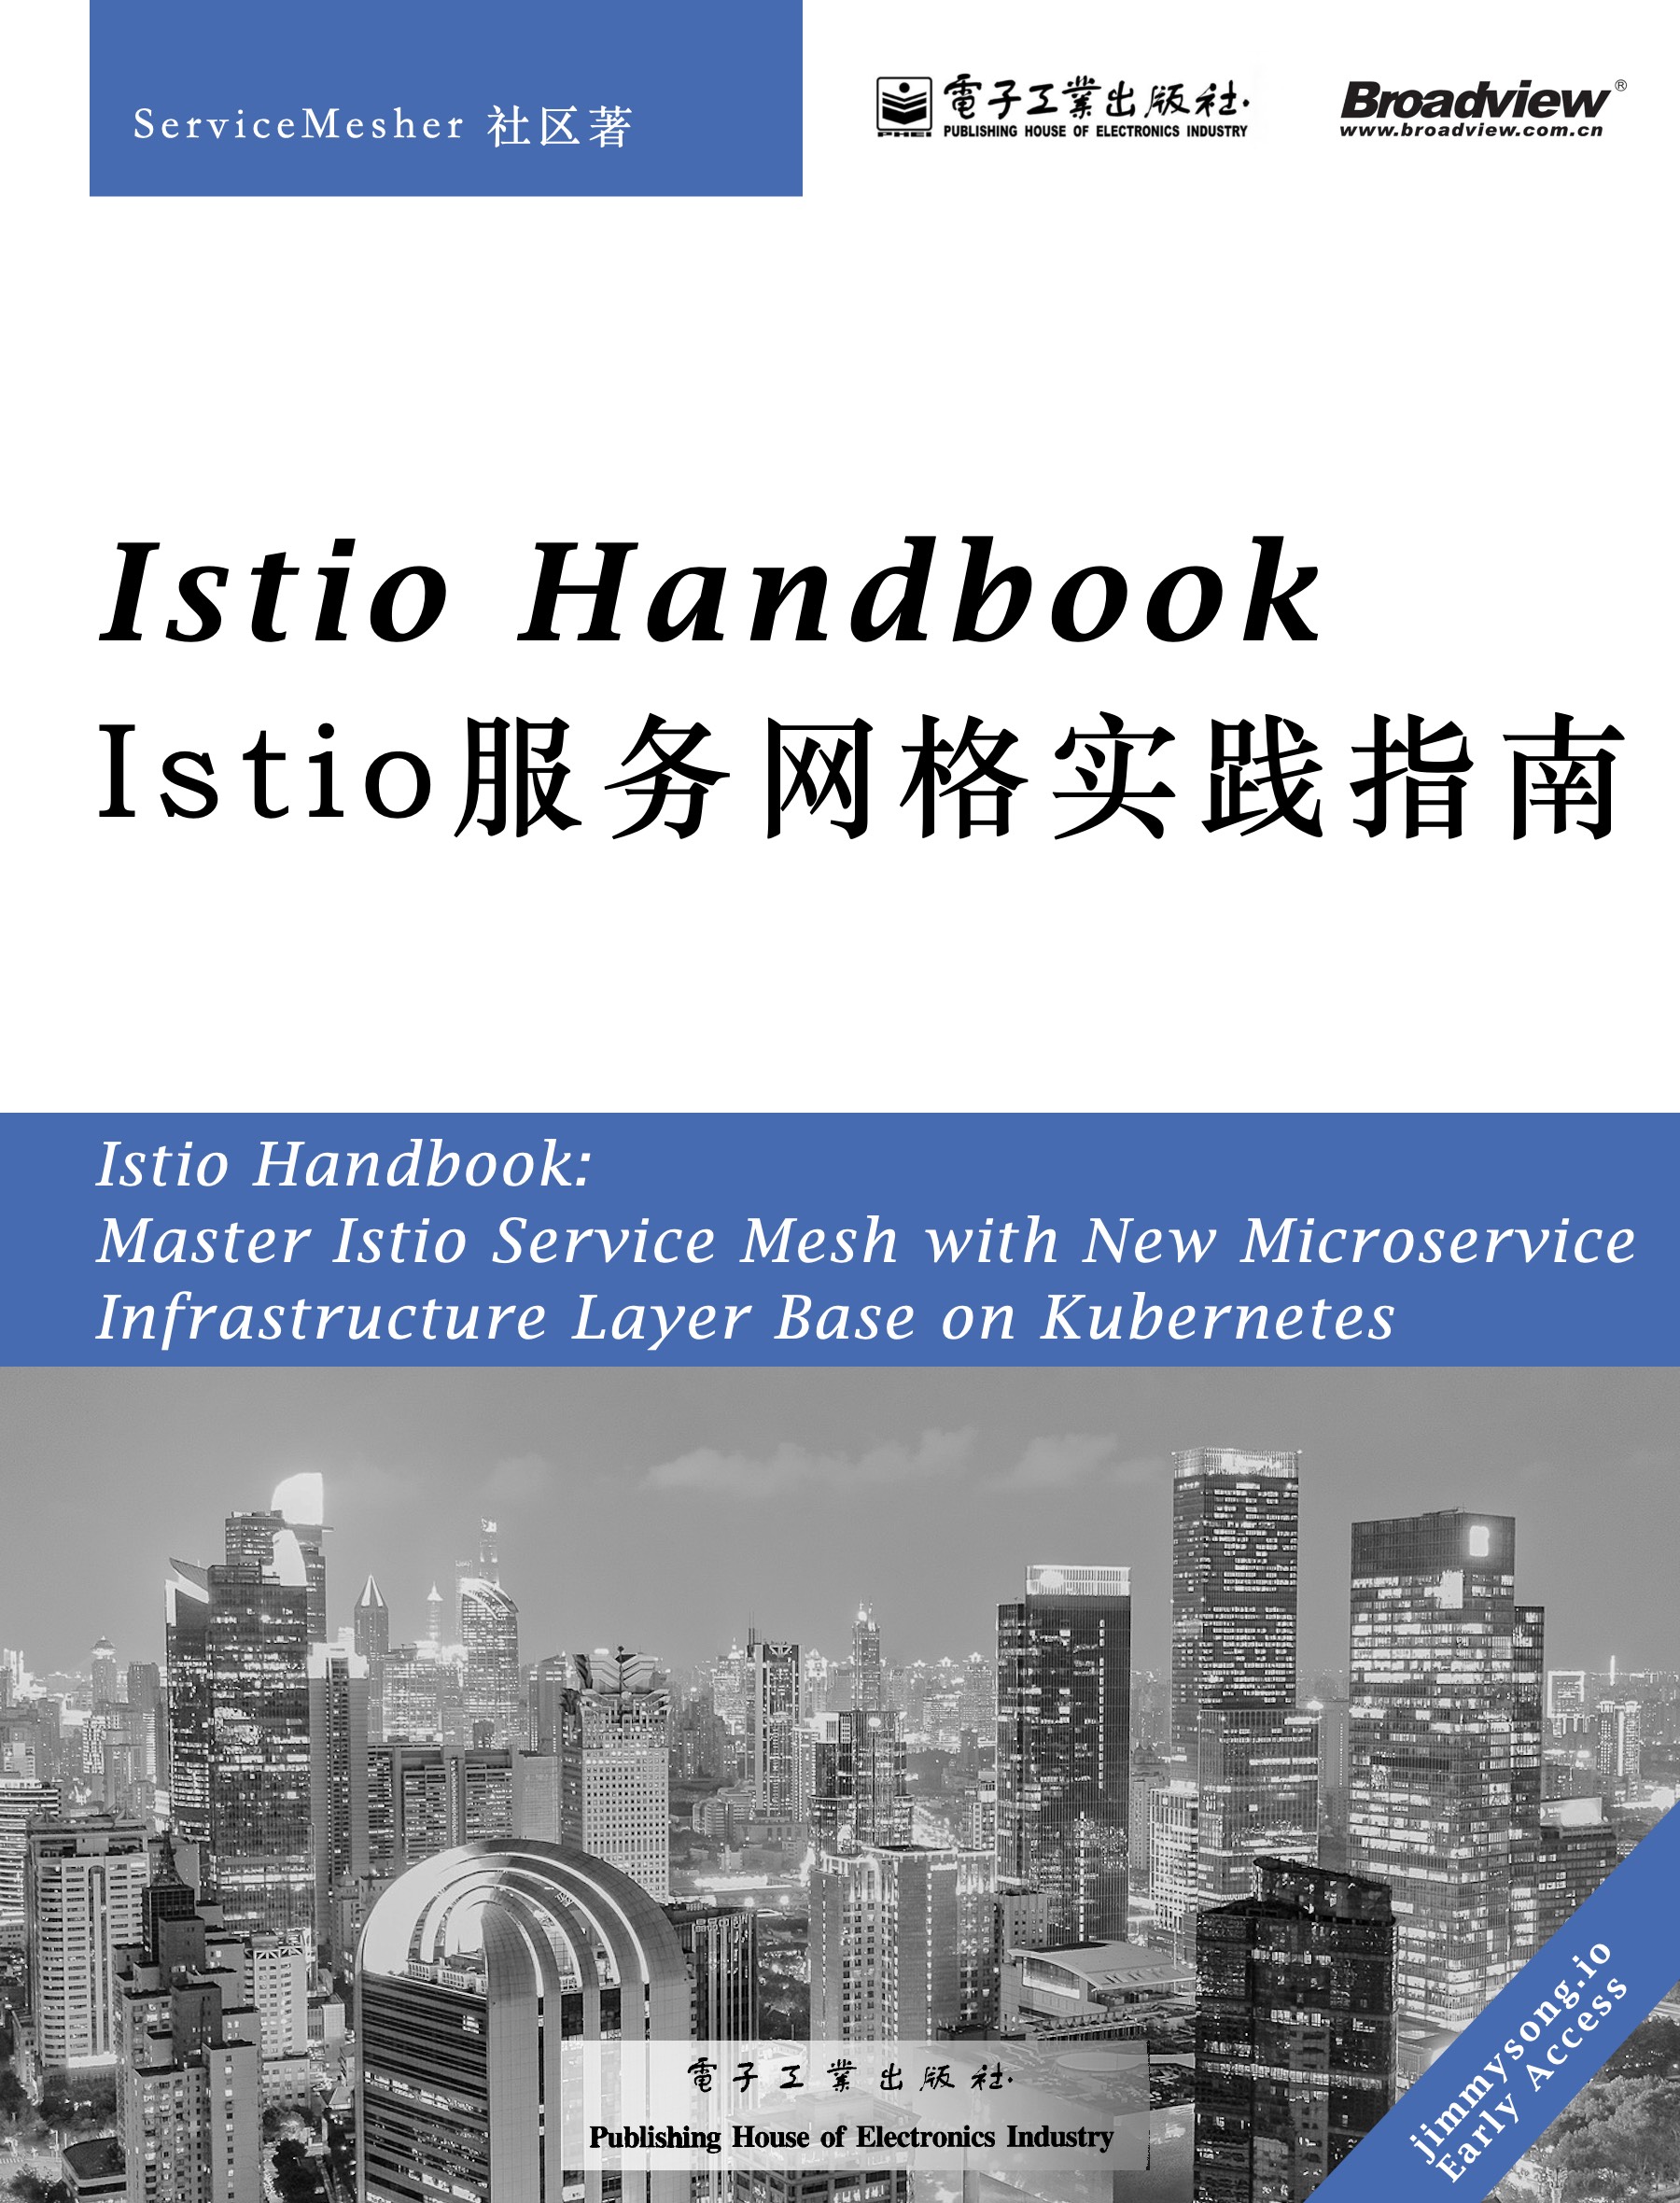 ServiceMesher 社区著
電子工業出版社.
PHEI
PUBLISHING HOUSE OF ELECTRONICS INDUSTRY
Broadview®
www.broadview.com.cn
Istio Handbook
Istio服务网格实践指南
Istio Handbook:
Master Istio Service Mesh with New Microservice
Infrastructure Layer Base on Kubernetes
jimmysong.io
Early Access
電子工業出版社.
Publishing House of Electronics Industry